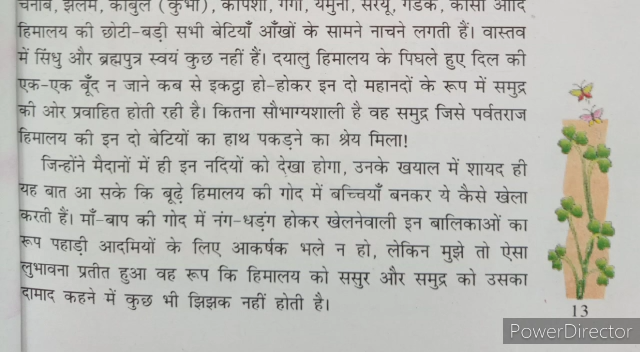 चनाब, झेलम, काबुल (कुभा), कपिशा, गंगा, यमुना, सरयू, गंडक, कोसी आदि
हिमालय की छोटी-बड़ी सभी बेटियाँ आँखों के सामने नाचने लगती हैं। वास्तव
में सिंधु और ब्रह्मपुत्र स्वयं कुछ नहीं हैं। दयालु हिमालय के पिघले हुए दिल की
एक-एक बूँद न जाने कब से इकट्ठा हो-होकर इन दो महानदों के रूप में समुद्र
की ओर प्रवाहित होती रही है। कितना सौभाग्यशाली है वह समुद्र जिसे पर्वतराज
हिमालय की इन दो बेटियों का हाथ पकड़ने का श्रेय मिला!
जिन्होंने मैदानों में ही इन नदियों को देखा होगा, उनके खयाल में शायद ही
यह बात आ सके कि बूढ़े हिमालय की गोद में बच्चियाँ बनकर ये कैसे खेला
करती हैं। माँ-बाप की गोद में नंग-धड़ंग होकर खेलनेवाली इन बालिकाओं का
रूप पहाड़ी आदमियों के लिए आकर्षक भले न हो, लेकिन मुझे तो ऐसा
लुभावना प्रतीत हुआ वह रूप कि हिमालय को ससुर और समुद्र को उसका
दामाद कहने में कुछ भी झिझक नहीं होती है।
13
PowerDirector